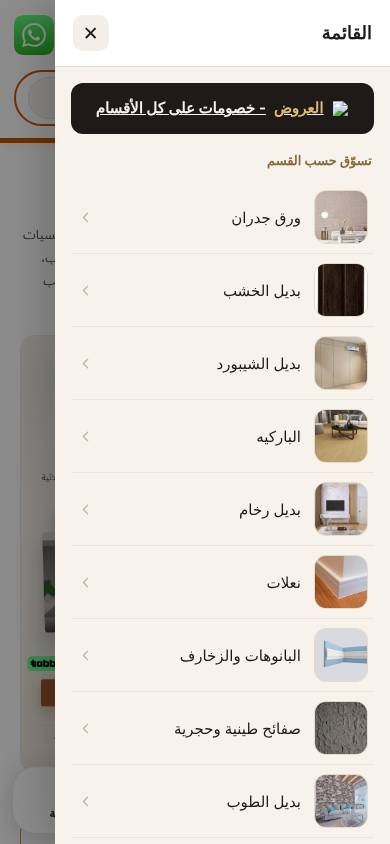 القائمة
العروض - خصومات على كل الأقسام
تسوّق حسب القسم
ورق جدران
بديل الخشب
بديل الشيبورد
الباركيه
بديل رخام
نعلات
البانوهات والزخارف
صفائح طينية وحجرية
بديل الطوب